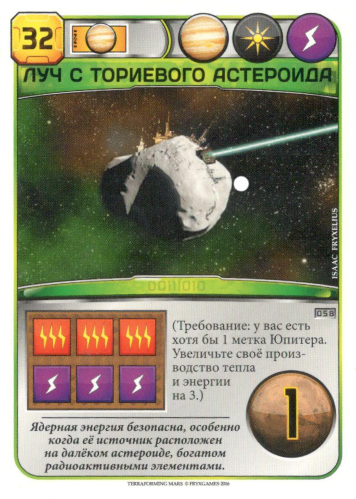 32
ЛУЧ С ТОРИЕВОГО АСТЕРОИДА
ISAAC FRYXELIUS
058
(Требование: у вас есть
хотя бы 1 метка Юпитера.
Увеличьте своё произ-
водство тепла
и энергии
на 3.)
1
Ядерная энергия безопасна, особенно
когда её источник расположен
на далёком астероиде, богатом
радиоактивными элементами.
TERRAFORMING MARS © FRYXGAMES 2016